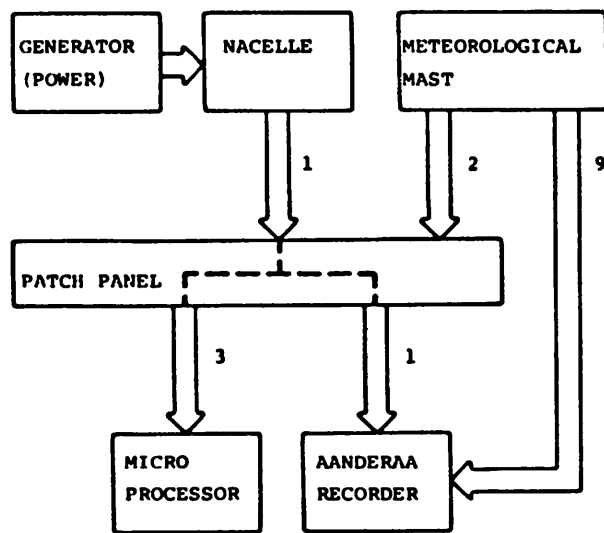 GENERATOR
(POWER)
NACELLE
METEOROLOGICAL
MAST
1
2
9
PATCH PANEL
3
1
MICRO
PROCESSOR
AANDERAA
RECORDER